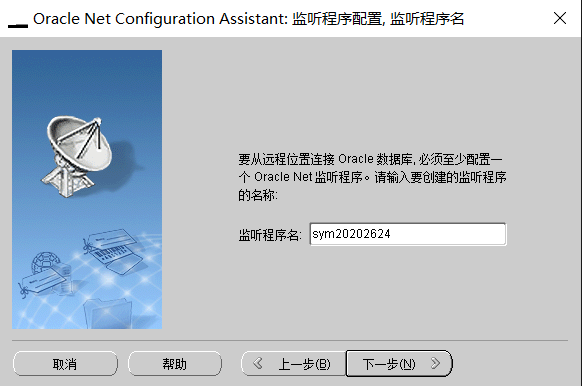 Oracle Net Configuration Assistant: 监听程序配置, 监听程序名
要从远程位置连接 Oracle 数据库, 必须至少配置一
个 Oracle Net 监听程序。请输入要创建的监听程序
的名称:
监听程序名: sym20202624
取消 帮助 上一步(B) 下一步(N)